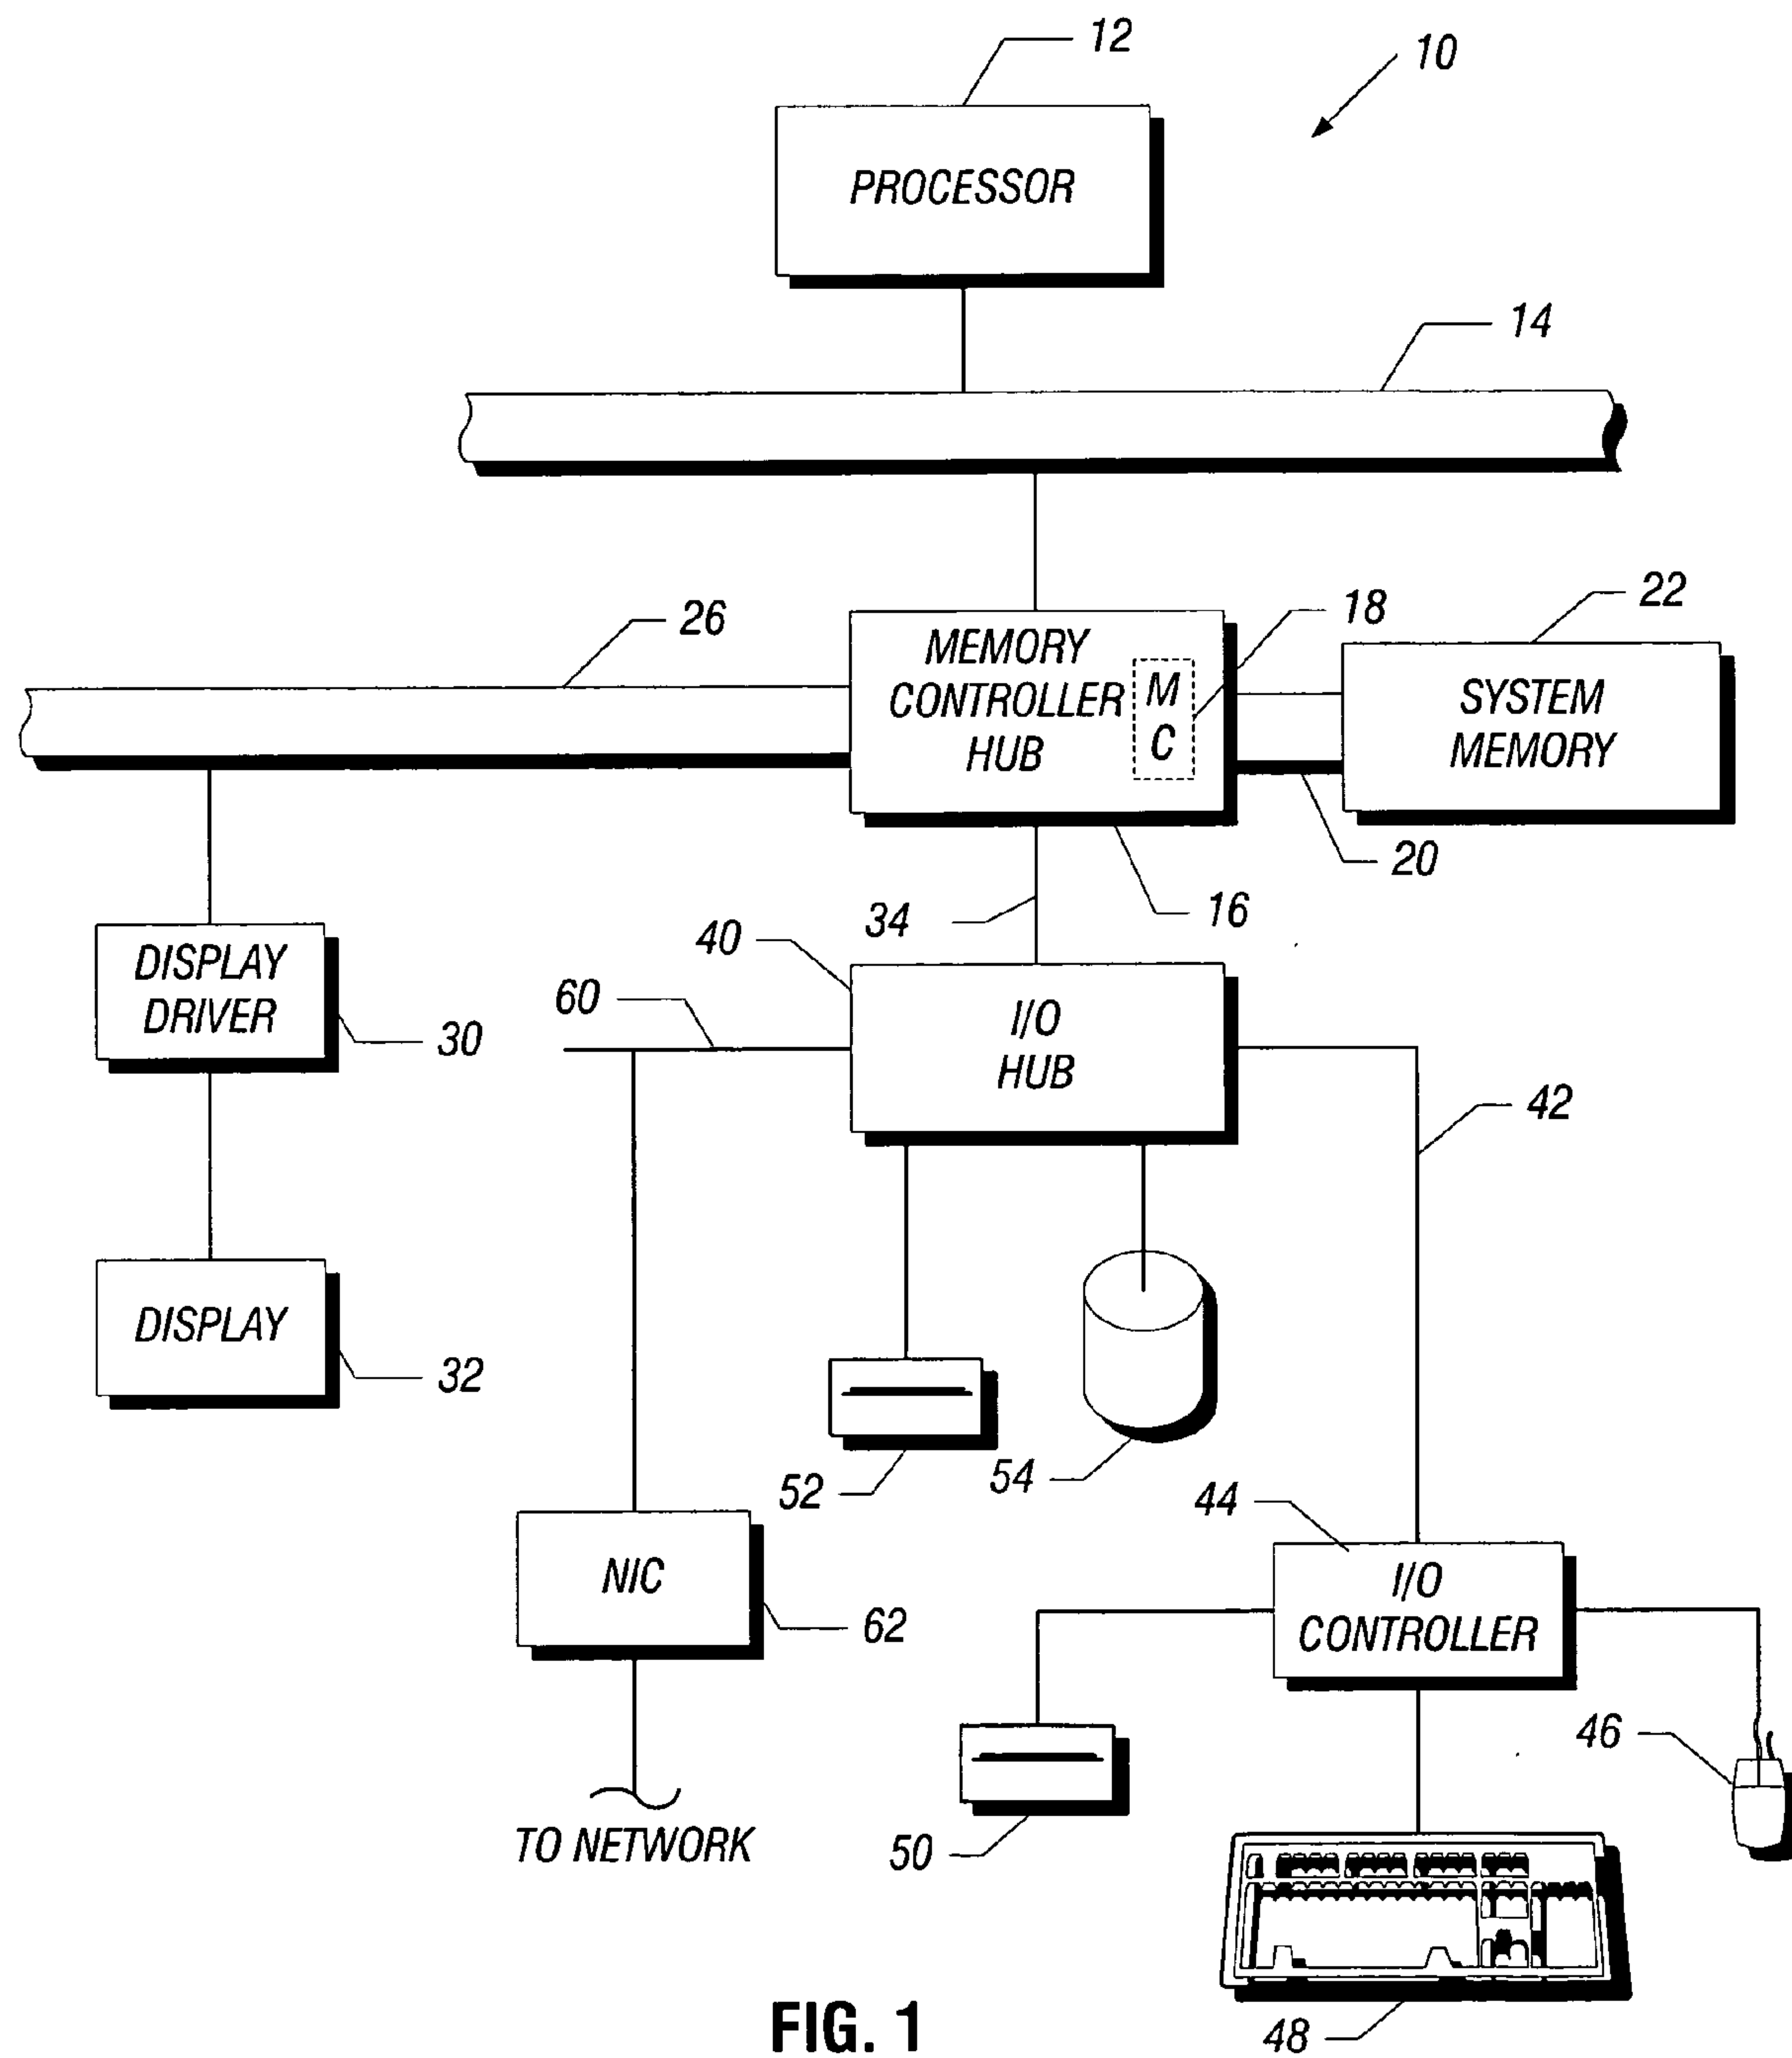 12
10
PROCESSOR
14
26
18
22
MEMORY
CONTROLLER
HUB
M
C
SYSTEM
MEMORY
20
34
16
40
DISPLAY
DRIVER
30
60
I/O
HUB
42
DISPLAY
32
52
54
44
NIC
62
I/O
CONTROLLER
46
TO NETWORK
50
48
FIG. 1